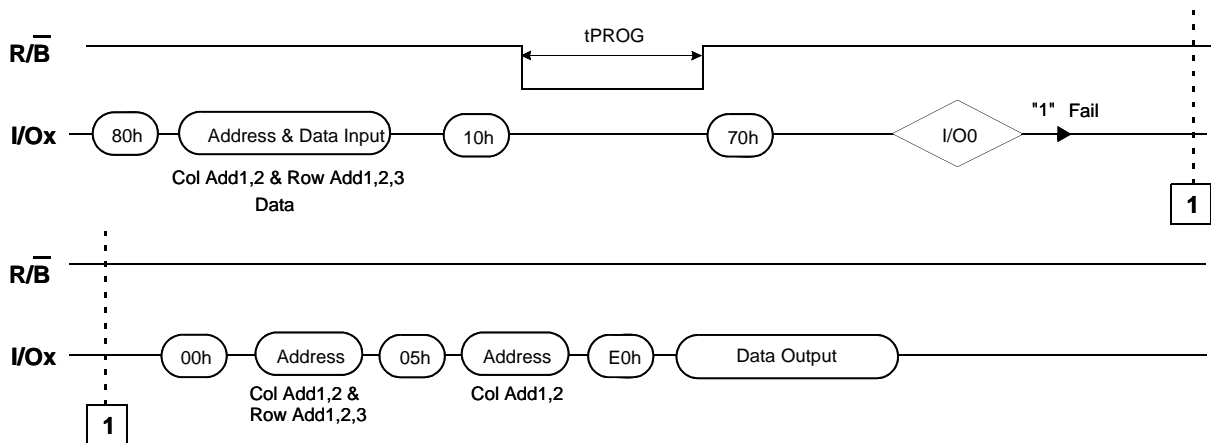 tPROG
R/B̅
I/Ox 80h Address & Data Input 10h 70h I/O0 "1" Fail
Col Add1,2 & Row Add1,2,3
Data
1
R/B̅
I/Ox 00h Address 05h Address E0h Data Output
Col Add1,2 &
Row Add1,2,3
Col Add1,2
1